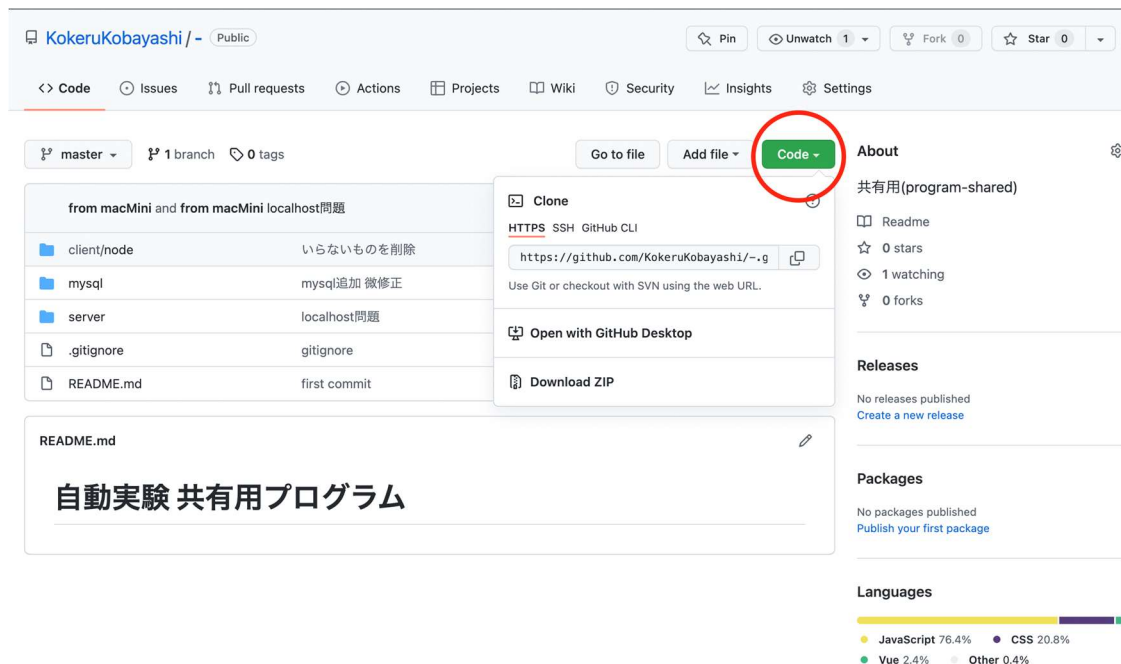 KokeruKobayashi / - Public
Pin Unwatch 1 Fork 0 Star 0
<> Code Issues Pull requests Actions Projects Wiki Security Insights Settings
master 1 branch 0 tags Go to file Add file Code
from macMini and from macMini localhost問題
client/node いらないものを削除
mysql mysql追加 微修正
server localhost問題
.gitignore gitignore
README.md first commit
Clone
HTTPS SSH GitHub CLI
https://github.com/KokeruKobayashi/-.g
Use Git or checkout with SVN using the web URL.
Open with GitHub Desktop
Download ZIP
README.md
自動実験 共有用プログラム
About
共有用(program-shared)
Readme
0 stars
1 watching
0 forks
Releases
No releases published
Create a new release
Packages
No packages published
Publish your first package
Languages
JavaScript 76.4% CSS 20.8%
Vue 2.4% Other 0.4%